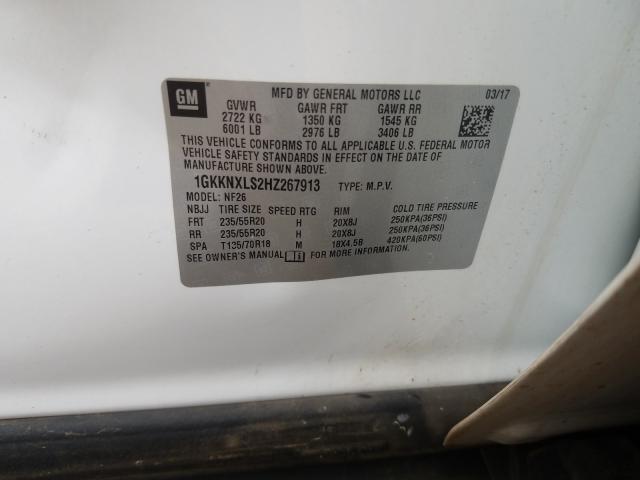 GM
MFD BY GENERAL MOTORS LLC 03/17
GVWR GAWR FRT GAWR RR
2722 KG 1350 KG 1545 KG
6001 LB 2976 LB 3406 LB
THIS VEHICLE CONFORMS TO ALL APPLICABLE U.S. FEDERAL MOTOR
VEHICLE SAFETY STANDARDS IN EFFECT ON THE DATE OF
MANUFACTURE SHOWN ABOVE.
1GKKNXLS2HZ267913 TYPE: M.P.V.
MODEL: NF26
NBJJ TIRE SIZE SPEED RTG RIM COLD TIRE PRESSURE
FRT 235/55R20 H 20X8J 250KPA(36PSI)
RR 235/55R20 H 20X8J 250KPA(36PSI)
SPA T135/70R18 M 18X4.5B 420KPA(60PSI)
SEE OWNER'S MANUAL i FOR MORE INFORMATION.